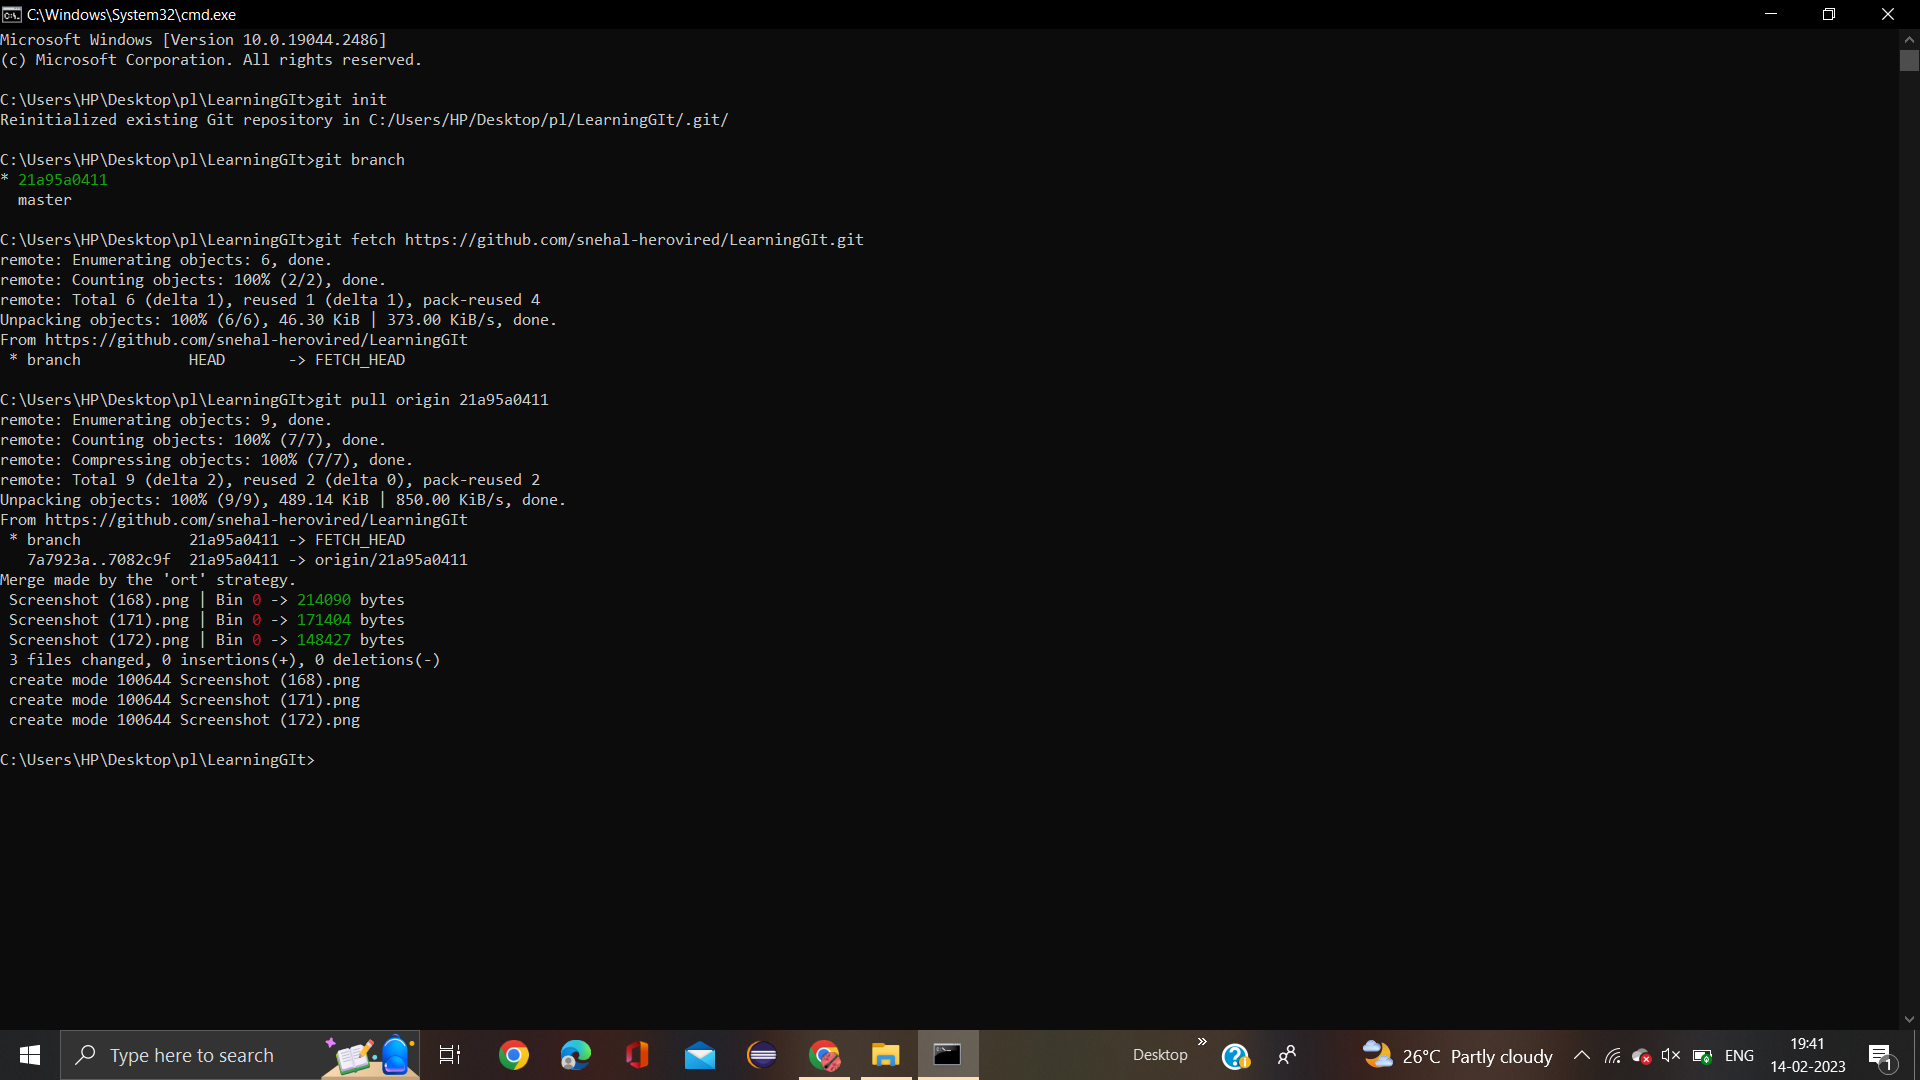 C:\Windows\System32\cmd.exe
Microsoft Windows [Version 10.0.19044.2486]
(c) Microsoft Corporation. All rights reserved.
C:\Users\HP\Desktop\pl\LearningGIt>git init
Reinitialized existing Git repository in C:/Users/HP/Desktop/pl/LearningGIt/.git/
C:\Users\HP\Desktop\pl\LearningGIt>git branch
* 21a95a0411
  master
C:\Users\HP\Desktop\pl\LearningGIt>git fetch https://github.com/snehal-herovired/LearningGIt.git
remote: Enumerating objects: 6, done.
remote: Counting objects: 100% (2/2), done.
remote: Total 6 (delta 1), reused 1 (delta 1), pack-reused 4
Unpacking objects: 100% (6/6), 46.30 KiB | 373.00 KiB/s, done.
From https://github.com/snehal-herovired/LearningGIt
 * branch            HEAD       -> FETCH_HEAD
C:\Users\HP\Desktop\pl\LearningGIt>git pull origin 21a95a0411
remote: Enumerating objects: 9, done.
remote: Counting objects: 100% (7/7), done.
remote: Compressing objects: 100% (7/7), done.
remote: Total 9 (delta 2), reused 2 (delta 0), pack-reused 2
Unpacking objects: 100% (9/9), 489.14 KiB | 850.00 KiB/s, done.
From https://github.com/snehal-herovired/LearningGIt
 * branch            21a95a0411 -> FETCH_HEAD
   7a7923a..7082c9f  21a95a0411 -> origin/21a95a0411
Merge made by the 'ort' strategy.
 Screenshot (168).png | Bin 0 -> 214090 bytes
 Screenshot (171).png | Bin 0 -> 171404 bytes
 Screenshot (172).png | Bin 0 -> 148427 bytes
 3 files changed, 0 insertions(+), 0 deletions(-)
 create mode 100644 Screenshot (168).png
 create mode 100644 Screenshot (171).png
 create mode 100644 Screenshot (172).png
C:\Users\HP\Desktop\pl\LearningGIt>
Type here to search
Desktop
26°C Partly cloudy
ENG
19:41
14-02-2023
1